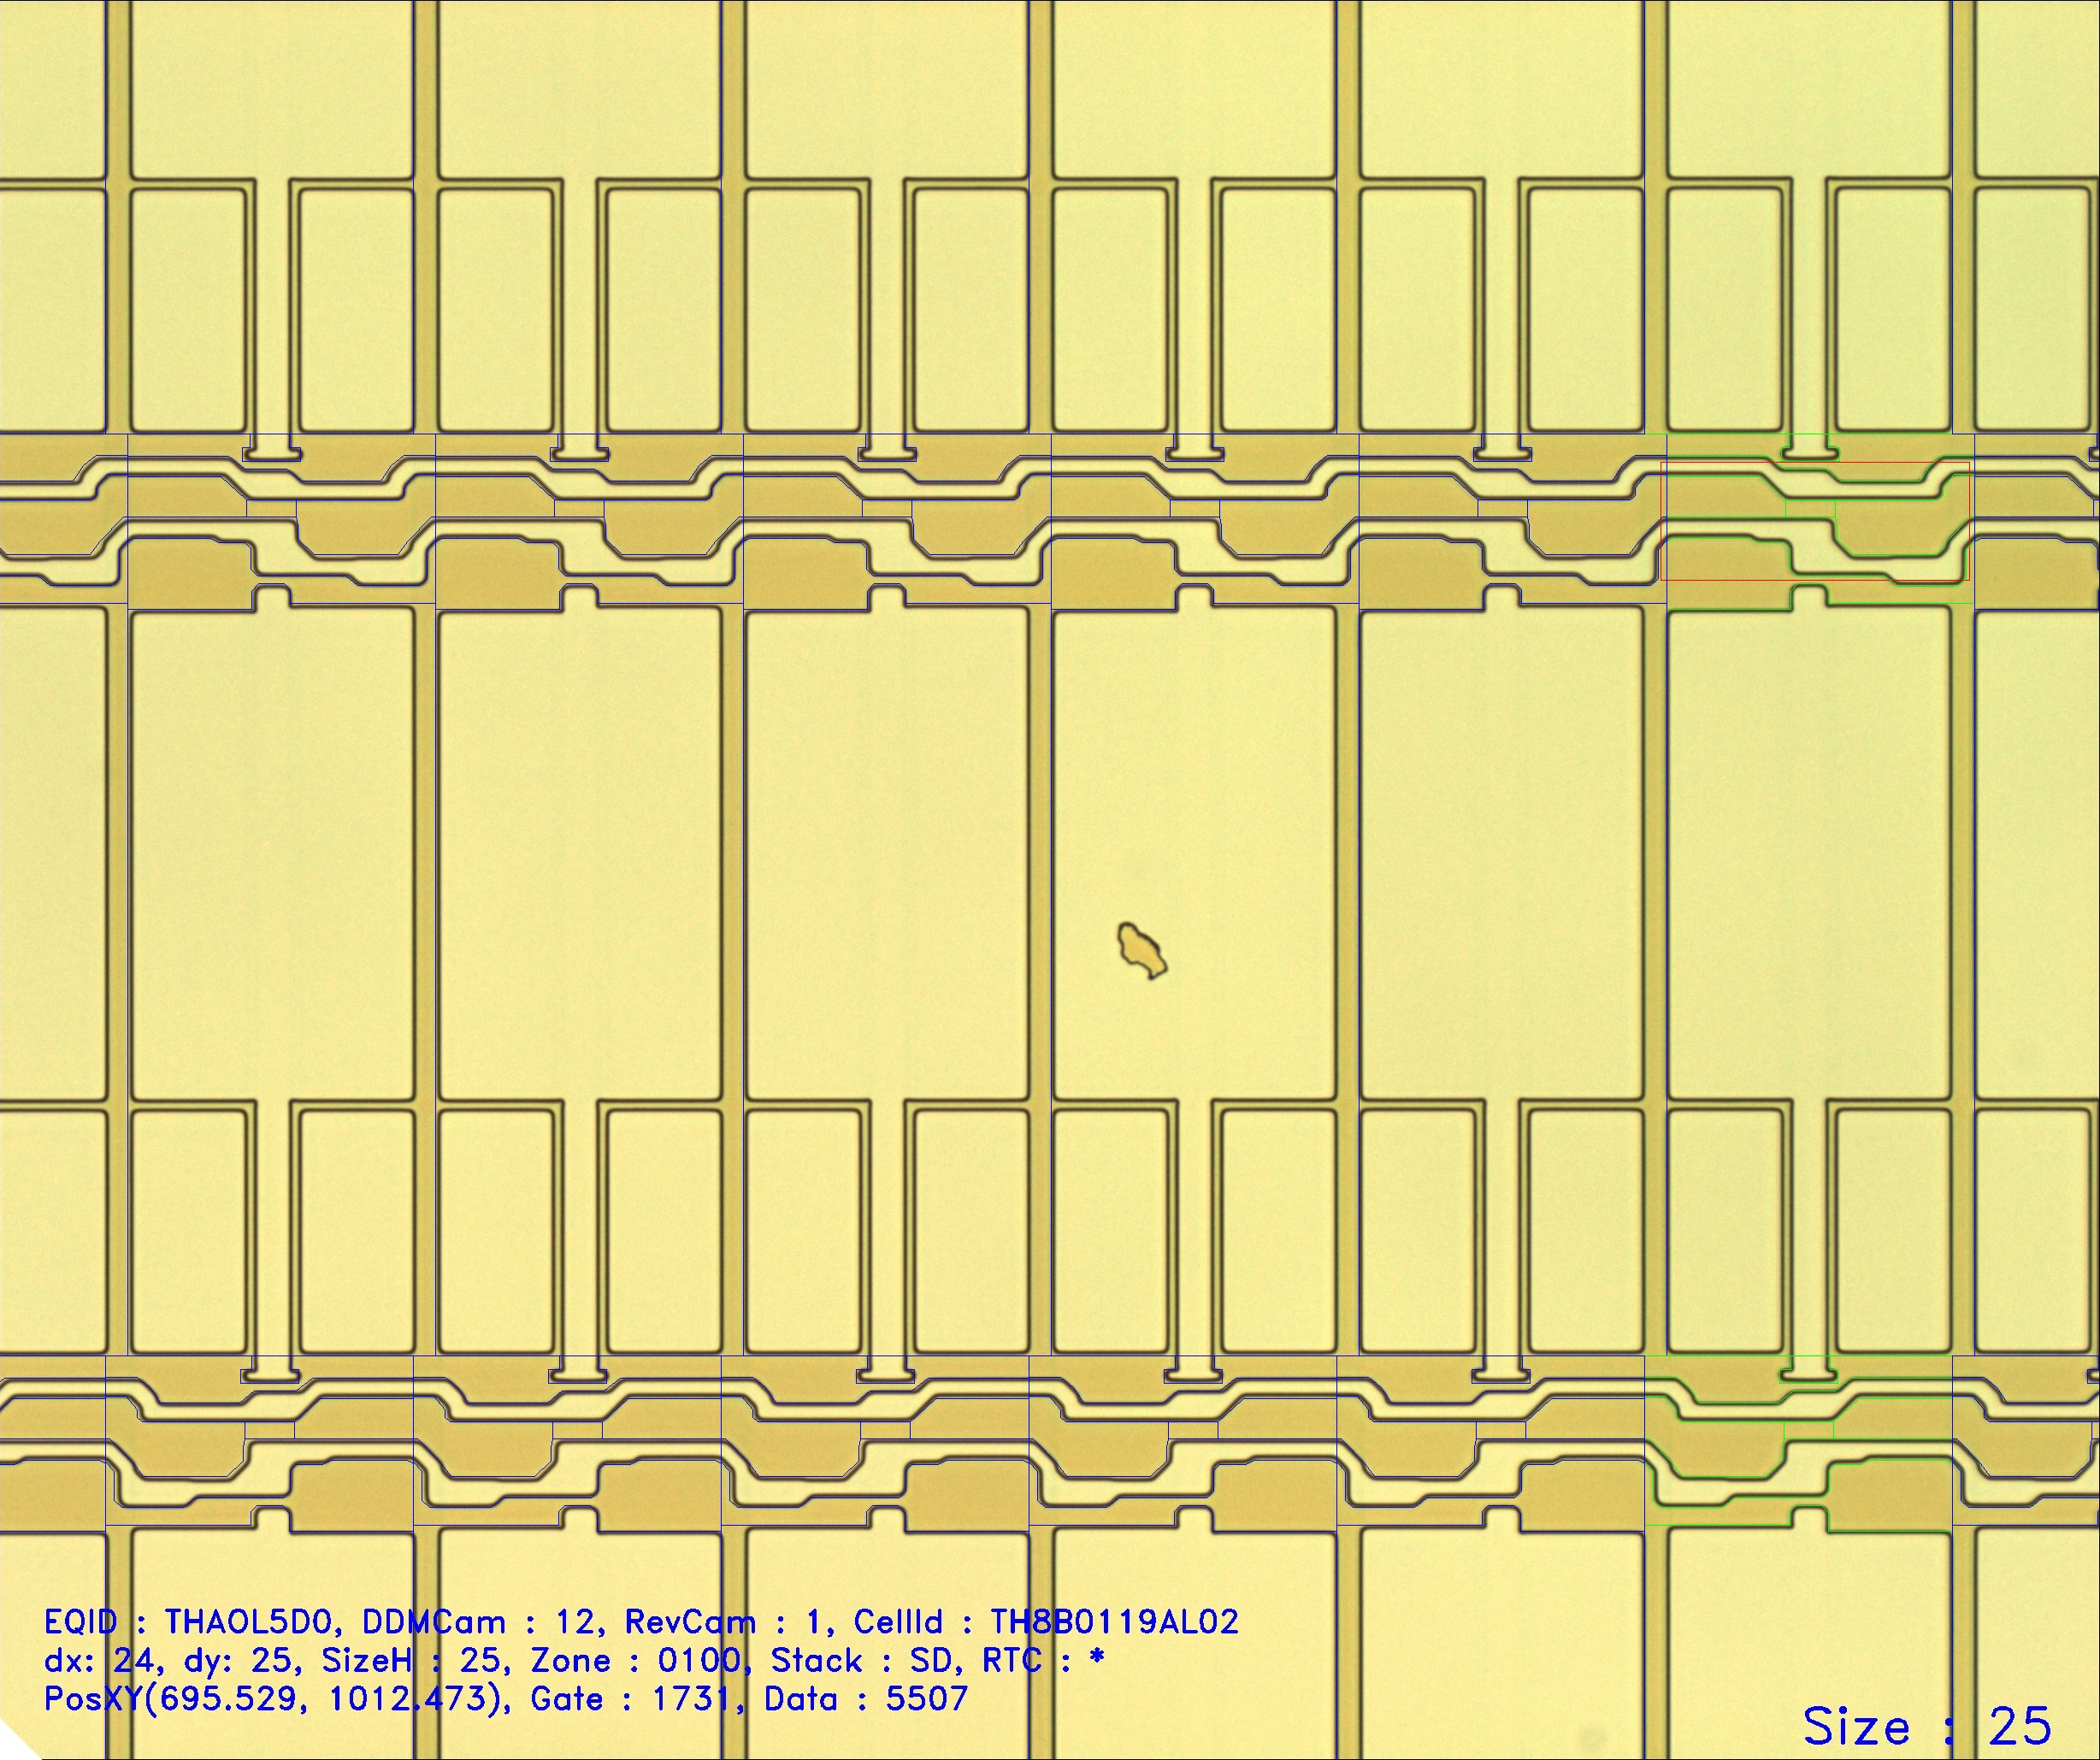 EQID : THAOL5D0, DDMCam : 12, RevCam : 1, CellId : TH8B0119AL02
dx: 24, dy: 25, SizeH : 25, Zone : 0100, Stack : SD, RTC : *
PosXY(695.529, 1012.473), Gate : 1731, Data : 5507
Size : 25